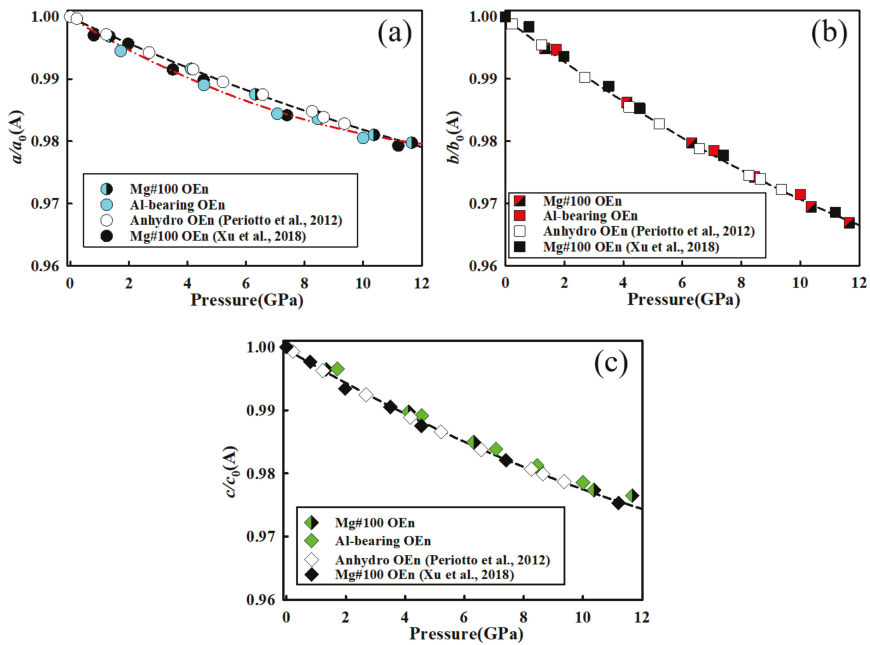 (a)
1.00
0.99
0.98
0.97
0.96
a/a0(A)
Mg#100 OEn
Al-bearing OEn
Anhydro OEn (Periotto et al., 2012)
Mg#100 OEn (Xu et al., 2018)
0 2 4 6 8 10 12
Pressure(GPa)
(b)
1.00
0.99
0.98
0.97
0.96
b/b0(A)
Mg#100 OEn
Al-bearing OEn
Anhydro OEn (Periotto et al., 2012)
Mg#100 OEn (Xu et al., 2018)
0 2 4 6 8 10 12
Pressure(GPa)
(c)
1.00
0.99
0.98
0.97
0.96
c/c0(A)
Mg#100 OEn
Al-bearing OEn
Anhydro OEn (Periotto et al., 2012)
Mg#100 OEn (Xu et al., 2018)
0 2 4 6 8 10 12
Pressure(GPa)